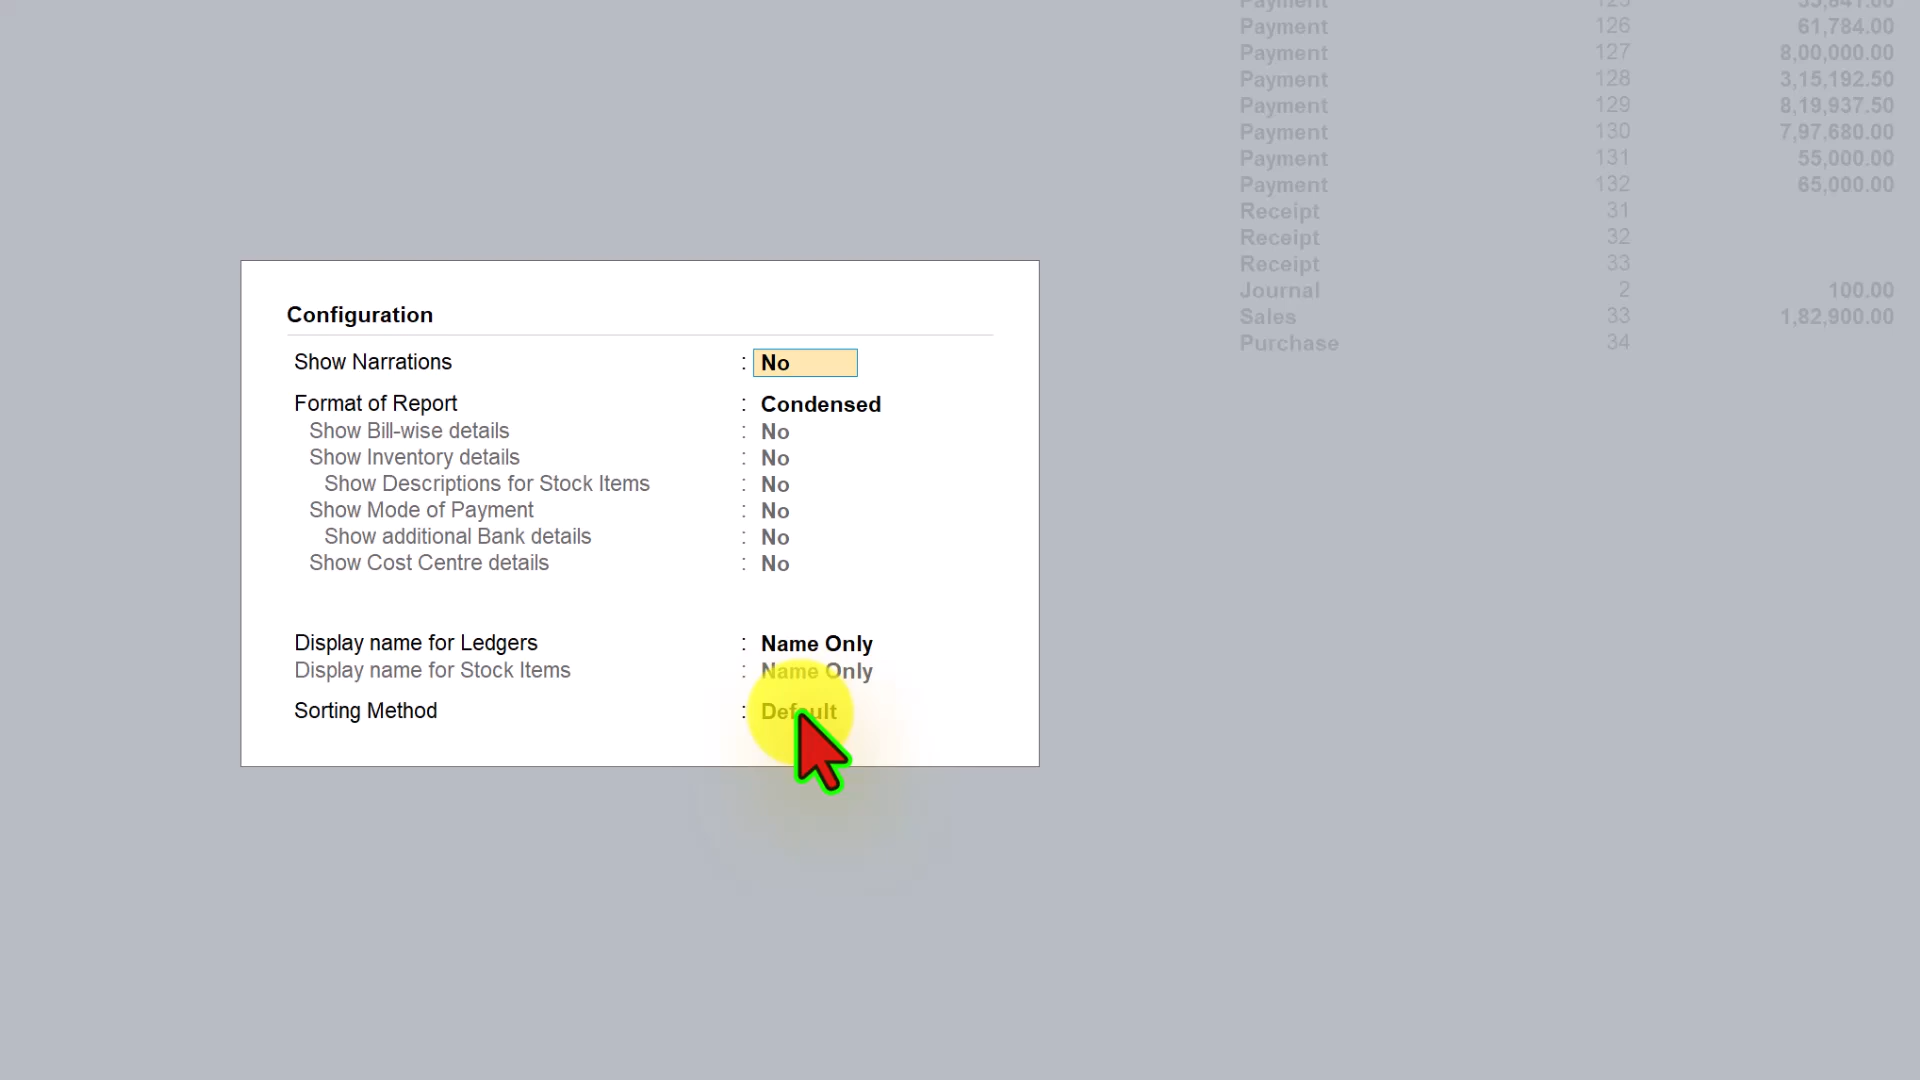 Payment 125 35,841.00
Payment 126 61,784.00
Payment 127 8,00,000.00
Payment 128 3,15,192.50
Payment 129 8,19,937.50
Payment 130 7,97,680.00
Payment 131 55,000.00
Payment 132 65,000.00
Receipt 31
Receipt 32
Receipt 33
Journal 2 100.00
Sales 33 1,82,900.00
Purchase 34
Configuration
Show Narrations : No
Format of Report : Condensed
Show Bill-wise details : No
Show Inventory details : No
Show Descriptions for Stock Items : No
Show Mode of Payment : No
Show additional Bank details : No
Show Cost Centre details : No
Display name for Ledgers : Name Only
Display name for Stock Items : Name Only
Sorting Method : Default